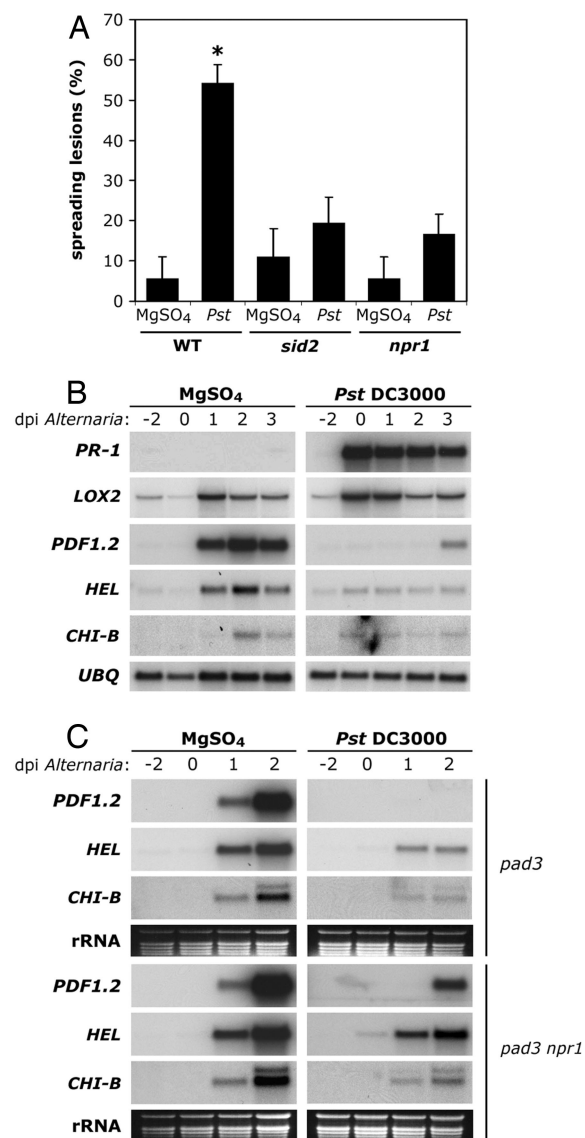 A
spreading lesions (%)
70
60
50
40
30
20
10
0
*
MgSO4 Pst MgSO4 Pst MgSO4 Pst
WT sid2 npr1
B
MgSO4 Pst DC3000
dpi Alternaria: -2 0 1 2 3 -2 0 1 2 3
PR-1
LOX2
PDF1.2
HEL
CHI-B
UBQ
C
MgSO4 Pst DC3000
dpi Alternaria: -2 0 1 2 -2 0 1 2
PDF1.2
HEL
CHI-B
rRNA
pad3
PDF1.2
HEL
CHI-B
rRNA
pad3 npr1